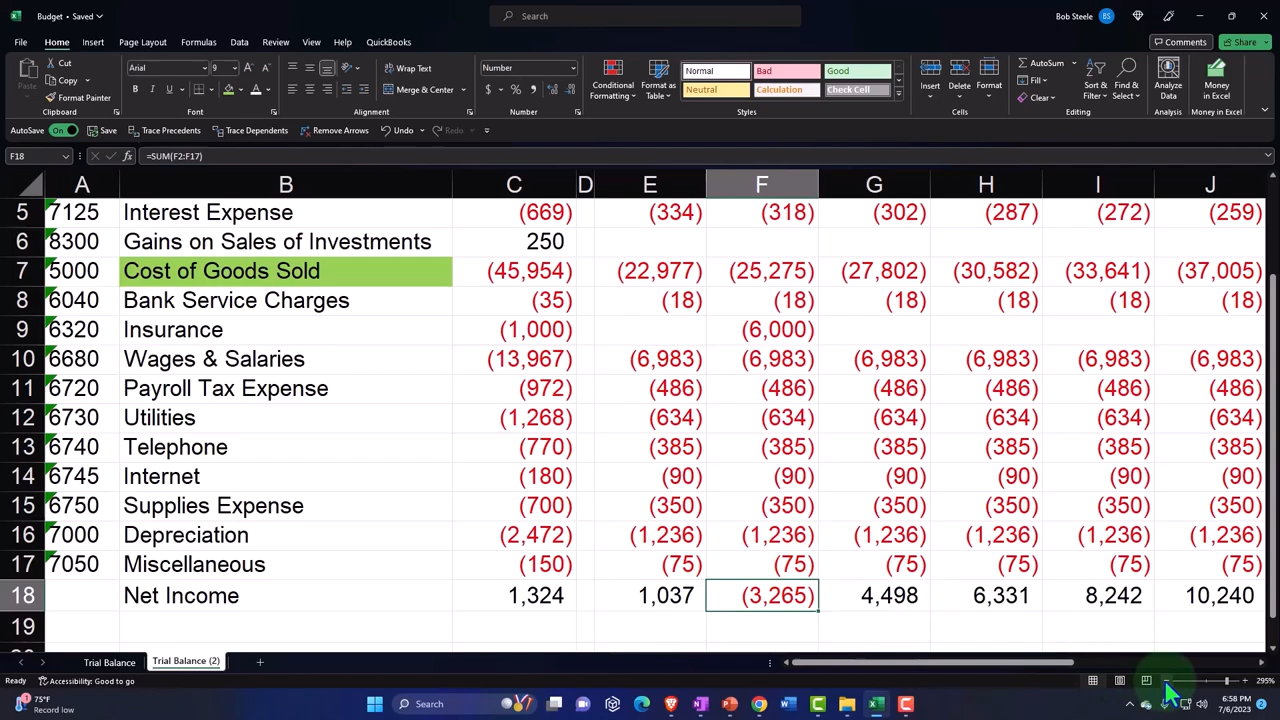 Budget • Saved
Search
Bob Steele BS
File Home Insert Page Layout Formulas Data Review View Help QuickBooks Comments Share
Cut
Copy
Format Painter
Paste
Arial 9
Wrap Text
Merge & Center
Number
Conditional Formatting
Format as Table
Normal Bad Good
Neutral Calculation Check Cell
Insert Delete Format
AutoSum
Fill
Clear
Sort & Filter
Find & Select
Analyze Data
Money in Excel
Clipboard Font Alignment Number Styles Cells Editing Analysis Money in Excel
AutoSave On Save Trace Precedents Trace Dependents Remove Arrows Undo
F18 fx =SUM(F2:F17)
A B C D E F G H I J
5 7125 Interest Expense (669) (334) (318) (302) (287) (272) (259)
6 8300 Gains on Sales of Investments 250
7 5000 Cost of Goods Sold (45,954) (22,977) (25,275) (27,802) (30,582) (33,641) (37,005)
8 6040 Bank Service Charges (35) (18) (18) (18) (18) (18) (18)
9 6320 Insurance (1,000) (6,000)
10 6680 Wages & Salaries (13,967) (6,983) (6,983) (6,983) (6,983) (6,983) (6,983)
11 6720 Payroll Tax Expense (972) (486) (486) (486) (486) (486) (486)
12 6730 Utilities (1,268) (634) (634) (634) (634) (634) (634)
13 6740 Telephone (770) (385) (385) (385) (385) (385) (385)
14 6745 Internet (180) (90) (90) (90) (90) (90) (90)
15 6750 Supplies Expense (700) (350) (350) (350) (350) (350) (350)
16 7000 Depreciation (2,472) (1,236) (1,236) (1,236) (1,236) (1,236) (1,236)
17 7050 Miscellaneous (150) (75) (75) (75) (75) (75) (75)
18 Net Income 1,324 1,037 (3,265) 4,498 6,331 8,242 10,240
19
Trial Balance Trial Balance (2)
Ready Accessibility: Good to go 295%
75°F
Record low
Search
6:58 PM
7/6/2023